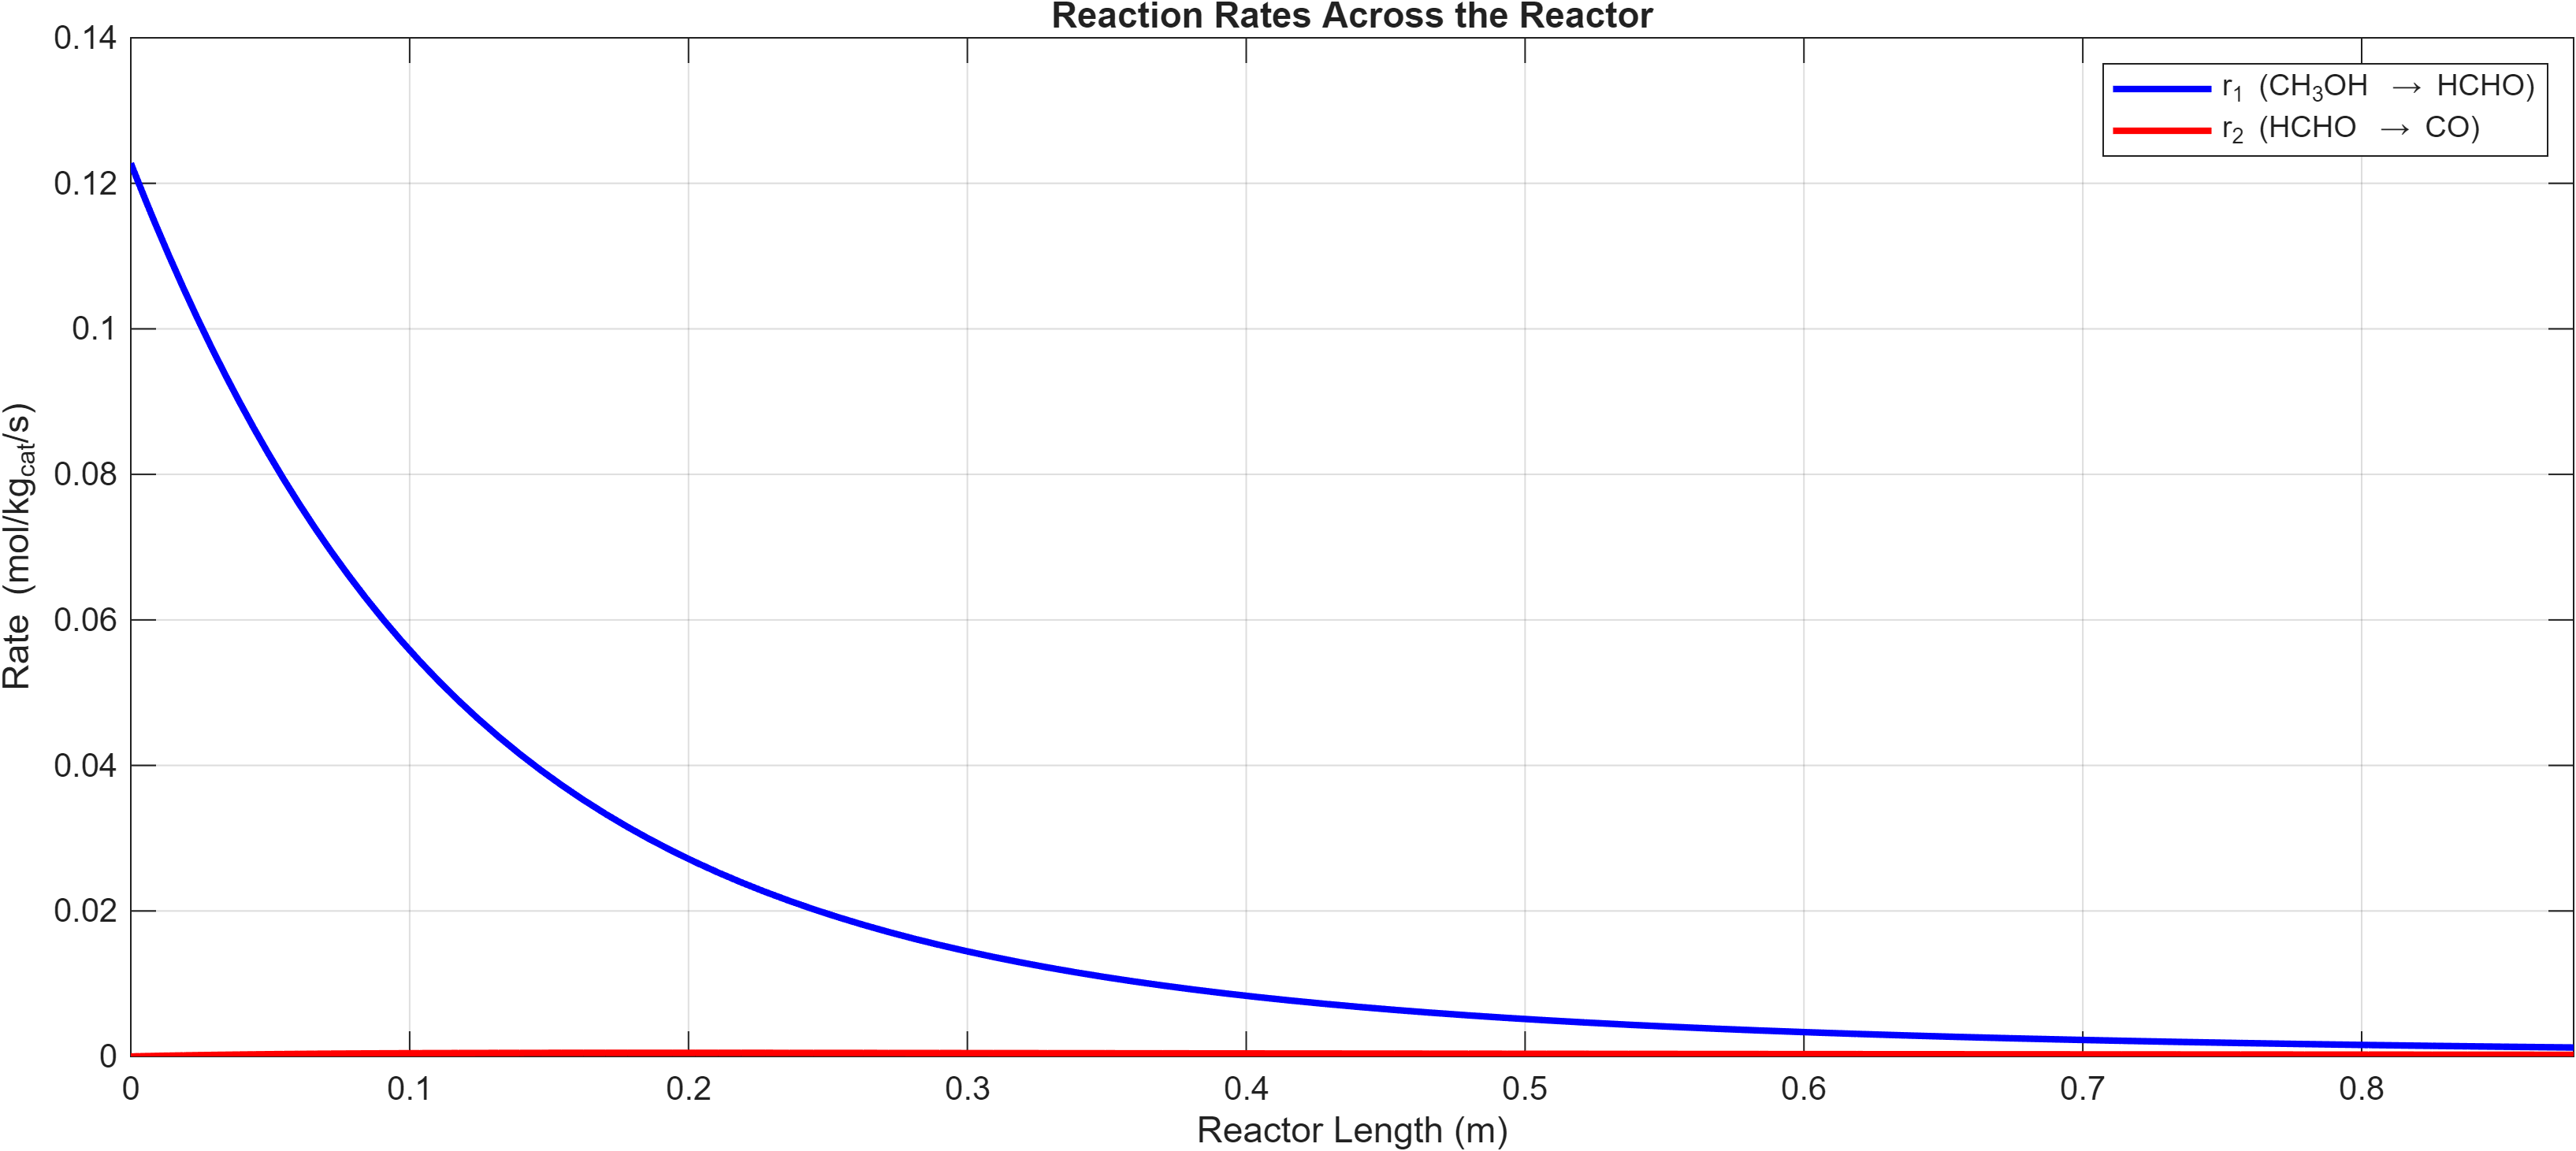 Reaction Rates Across the Reactor
r₁ (CH₃OH → HCHO)
r₂ (HCHO → CO)
Rate (mol/kg_cat/s)
0.14
0.12
0.1
0.08
0.06
0.04
0.02
0
0 0.1 0.2 0.3 0.4 0.5 0.6 0.7 0.8
Reactor Length (m)